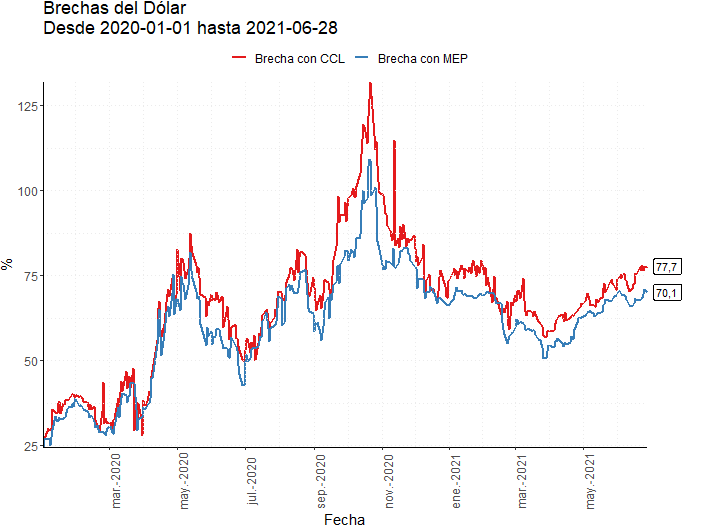 Brechas del Dólar
Desde 2020-01-01 hasta 2021-06-28
Brecha con CCL
Brecha con MEP
%
125
100
75
50
25
77,7
70,1
mar.-2020
may.-2020
jul.-2020
sep.-2020
nov.-2020
ene.-2021
mar.-2021
may.-2021
Fecha